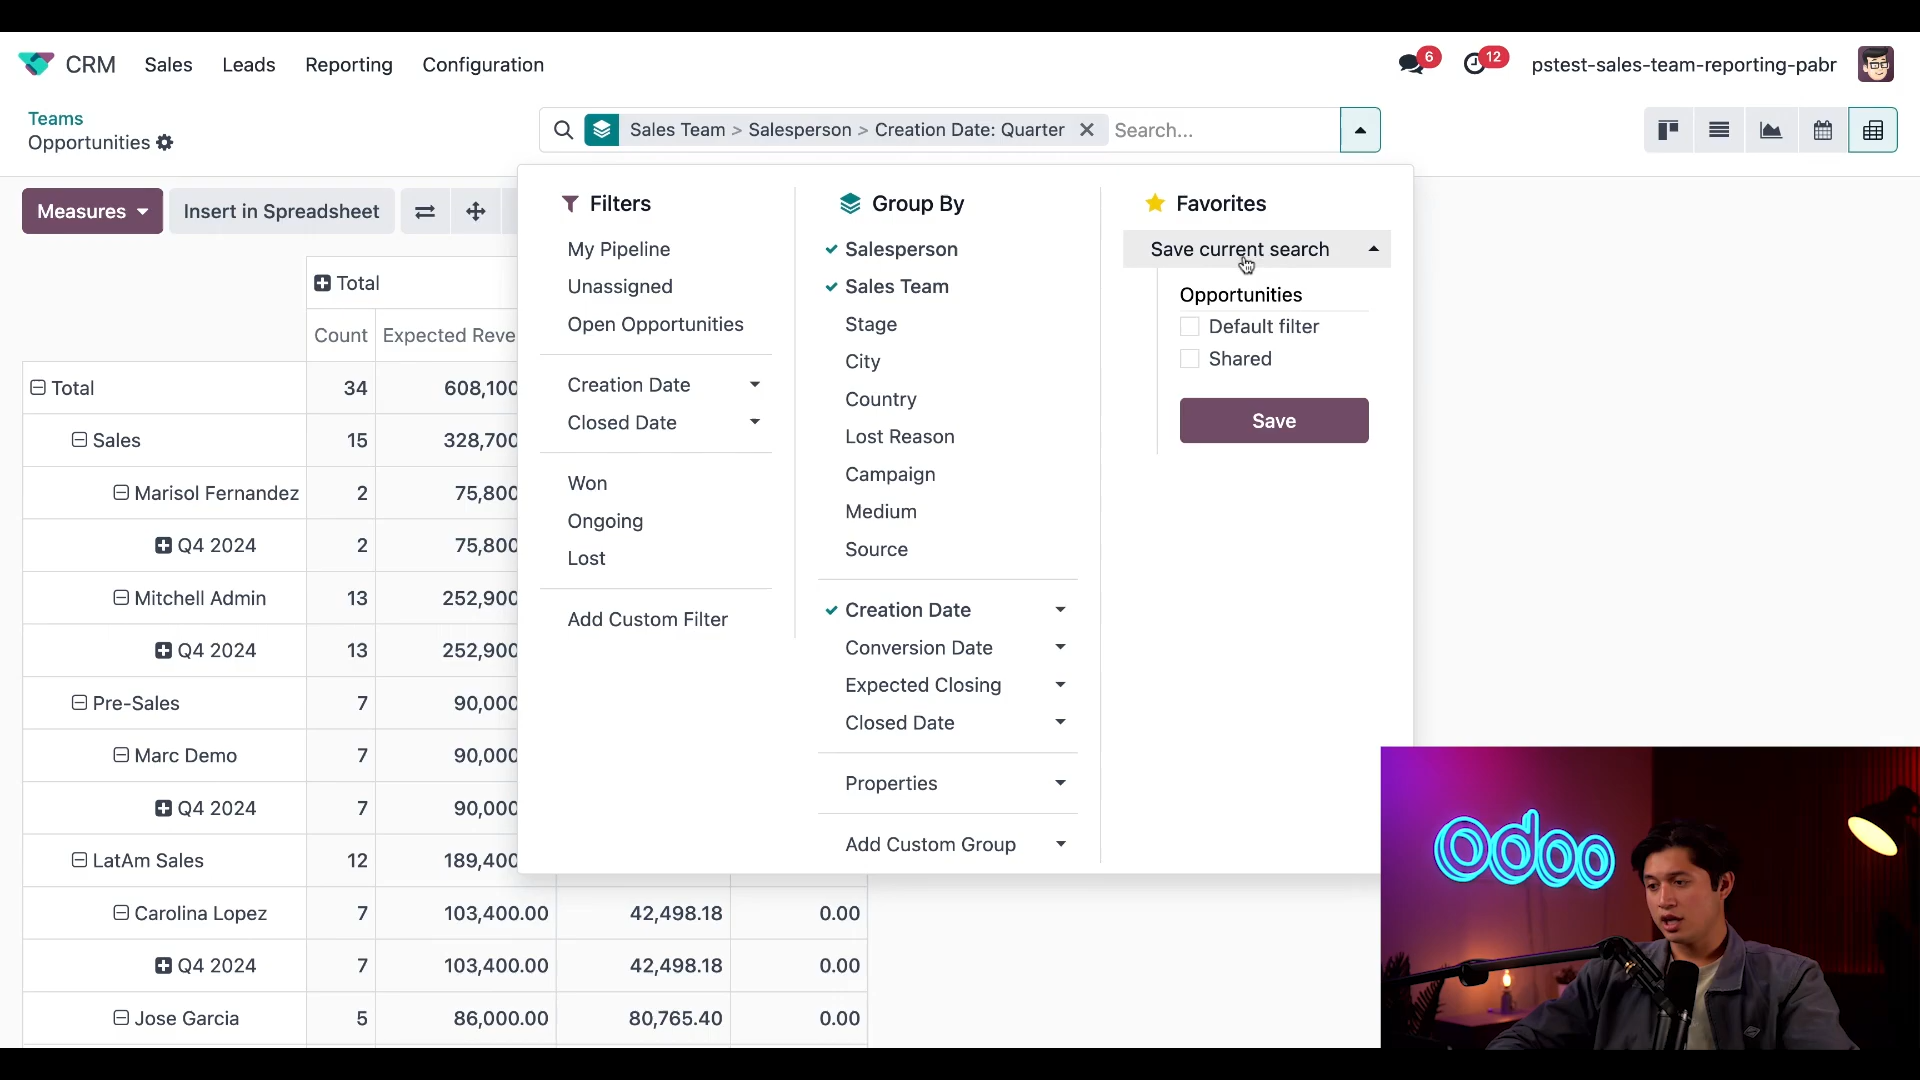 CRM Sales Leads Reporting Configuration 6 12 pstest-sales-team-reporting-pabr
Teams
Opportunities
Sales Team > Salesperson > Creation Date: Quarter Search...
Measures Insert in Spreadsheet
Total
Count Expected Reve
Total 34 608,100
Sales 15 328,700
Marisol Fernandez 2 75,800
Q4 2024 2 75,800
Mitchell Admin 13 252,900
Q4 2024 13 252,900
Pre-Sales 7 90,000
Marc Demo 7 90,000
Q4 2024 7 90,000
LatAm Sales 12 189,400
Carolina Lopez 7 103,400.00 42,498.18 0.00
Q4 2024 7 103,400.00 42,498.18 0.00
Jose Garcia 5 86,000.00 80,765.40 0.00
Filters
My Pipeline
Unassigned
Open Opportunities
Creation Date
Closed Date
Won
Ongoing
Lost
Add Custom Filter
Group By
Salesperson
Sales Team
Stage
City
Country
Lost Reason
Campaign
Medium
Source
Creation Date
Conversion Date
Expected Closing
Closed Date
Properties
Add Custom Group
Favorites
Save current search
Opportunities
Default filter
Shared
Save
odoo